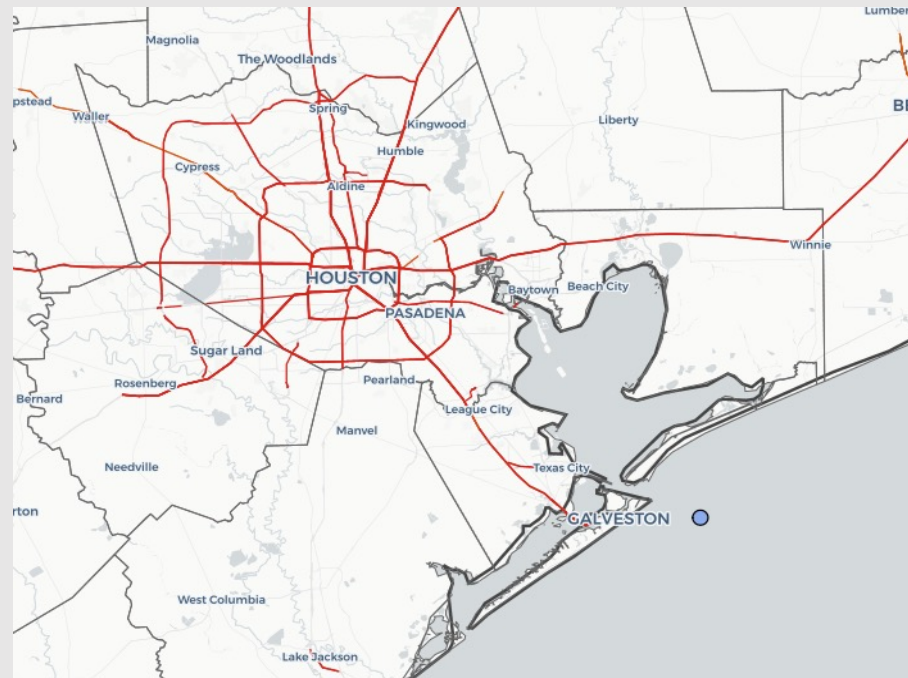 Lumber
Magnolia
The Woodlands
pstead
Waller
Spring
Kingwood
Liberty
BE
Humble
Cypress
Aldine
Winnie
HOUSTON
Baytown
Beach City
PASADENA
Sugar Land
Rosenberg
Pearland
Bernard
League City
Manvel
Needville
Texas City
rton
GALVESTON
West Columbia
Lake Jackson